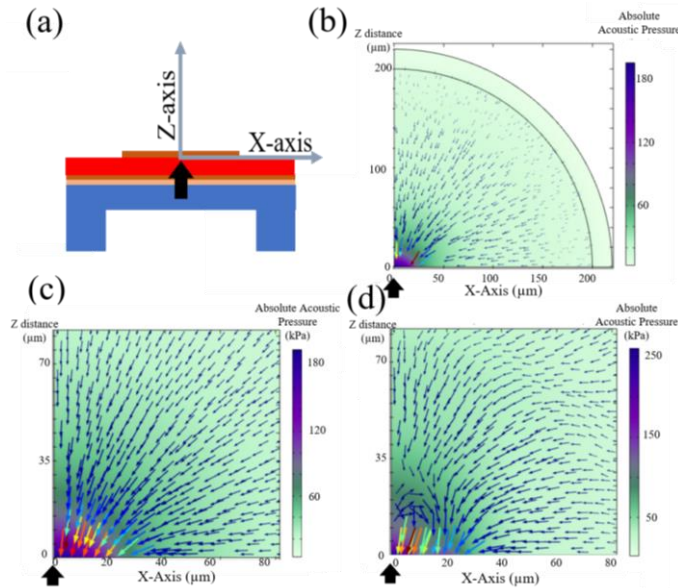 (a)
Z-axis
X-axis
(b)
Z distance
(µm)
Absolute
Acoustic Pressure
180
120
60
200
100
0
0
50
100
150
200
X-Axis (µm)
(c)
Z distance
(µm)
Absolute Acoustic
Pressure
(kPa)
180
120
60
70
35
0
0
20
40
60
80
X-Axis (µm)
(d)
Z distance
(µm)
Absolute
Acoustic Pressure
(kPa)
250
150
50
70
35
0
0
20
40
60
80
X-Axis (µm)